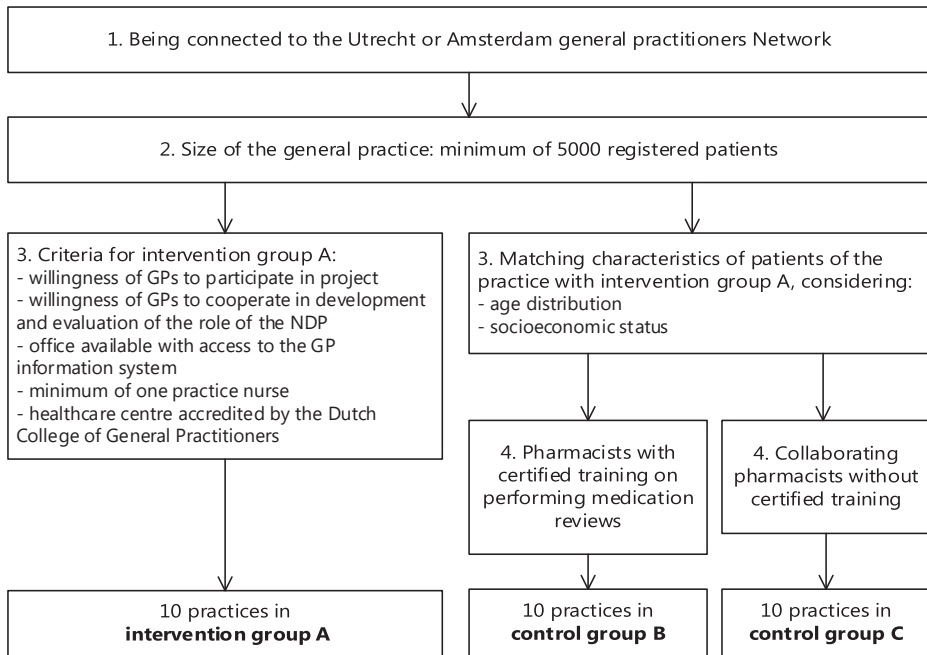 1. Being connected to the Utrecht or Amsterdam general practitioners Network
2. Size of the general practice: minimum of 5000 registered patients
3. Criteria for intervention group A:
- willingness of GPs to participate in project
- willingness of GPs to cooperate in development
and evaluation of the role of the NDP
- office available with access to the GP
information system
- minimum of one practice nurse
- healthcare centre accredited by the Dutch
College of General Practitioners
3. Matching characteristics of patients of the
practice with intervention group A, considering:
- age distribution
- socioeconomic status
4. Pharmacists with
certified training on
performing medication
reviews
4. Collaborating
pharmacists without
certified training
10 practices in
intervention group A
10 practices in
control group B
10 practices in
control group C